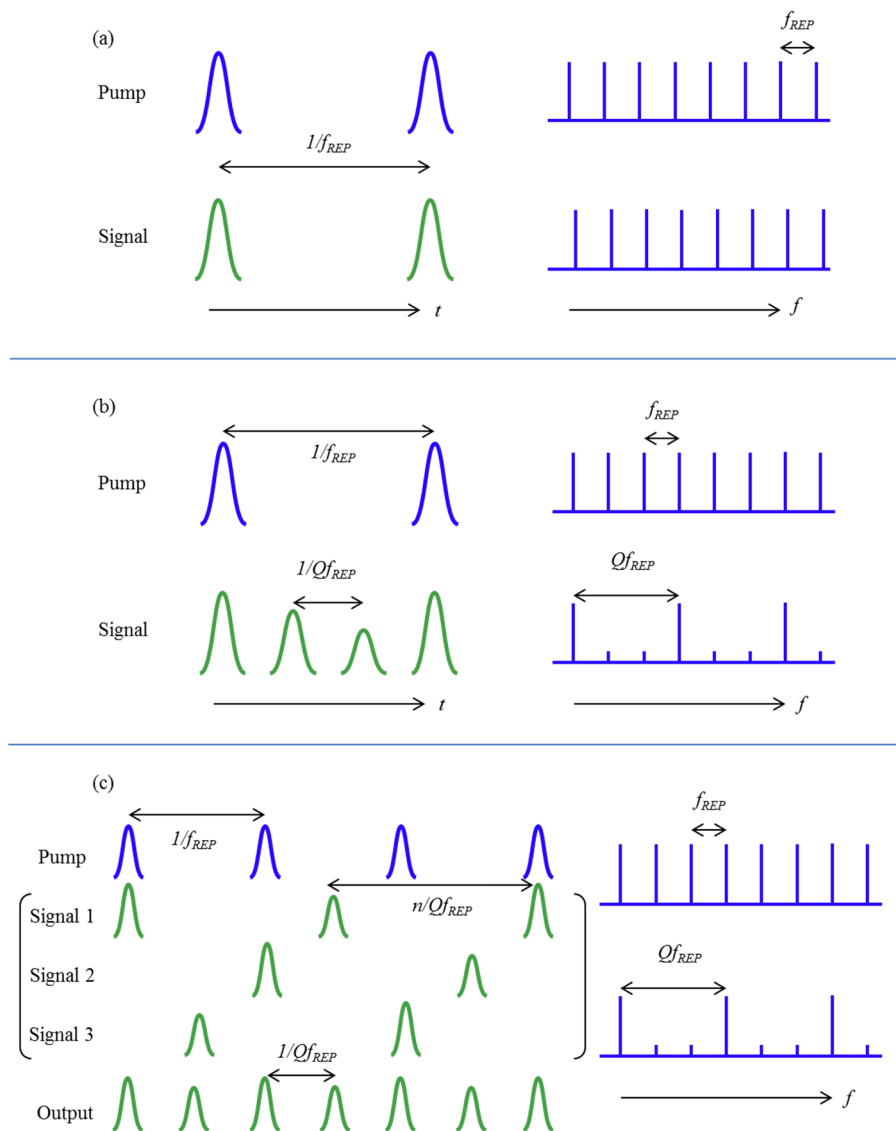 (a)
f_REP
Pump
1/f_REP
Signal
t
f
(b)
f_REP
1/f_REP
Pump
1/Qf_REP
Qf_REP
Signal
t
f
(c)
f_REP
1/f_REP
Pump
n/Qf_REP
Signal 1
Qf_REP
Signal 2
Signal 3
1/Qf_REP
f
Output